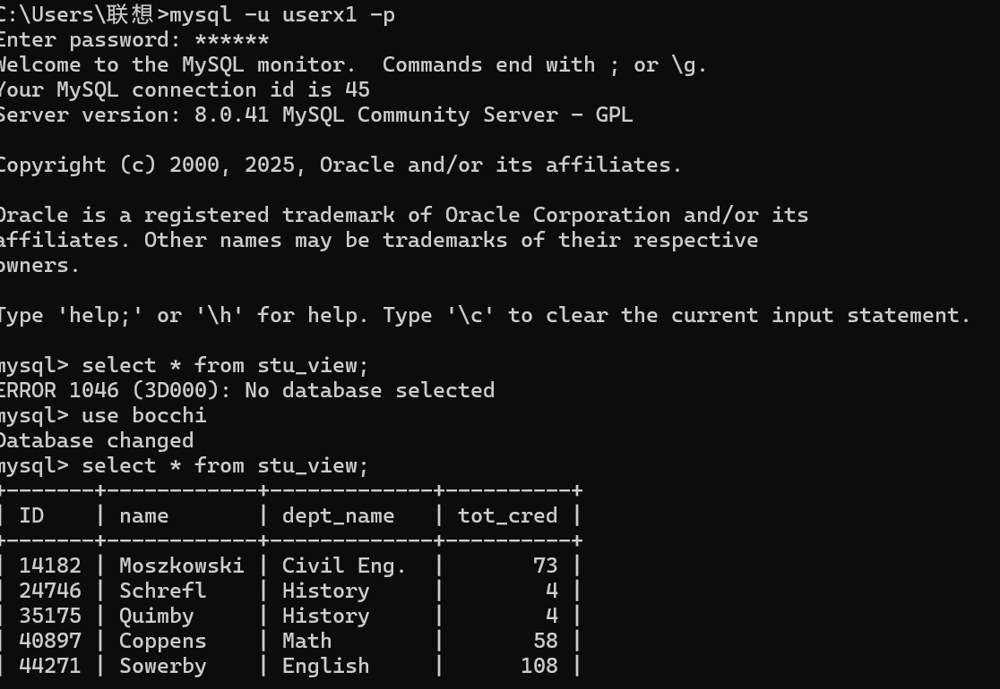 C:\Users\联想>mysql -u userx1 -p
Enter password: ******
Welcome to the MySQL monitor.  Commands end with ; or \g.
Your MySQL connection id is 45
Server version: 8.0.41 MySQL Community Server - GPL
Copyright (c) 2000, 2025, Oracle and/or its affiliates.
Oracle is a registered trademark of Oracle Corporation and/or its
affiliates. Other names may be trademarks of their respective
owners.
Type 'help;' or '\h' for help. Type '\c' to clear the current input statement.
mysql> select * from stu_view;
ERROR 1046 (3D000): No database selected
mysql> use bocchi
Database changed
mysql> select * from stu_view;
+-------+------------+-------------+----------+
| ID    | name       | dept_name   | tot_cred |
+-------+------------+-------------+----------+
| 14182 | Moszkowski | Civil Eng.  |       73 |
| 24746 | Schrefl    | History     |        4 |
| 35175 | Quimby     | History     |        4 |
| 40897 | Coppens    | Math        |       58 |
| 44271 | Sowerby    | English     |      108 |